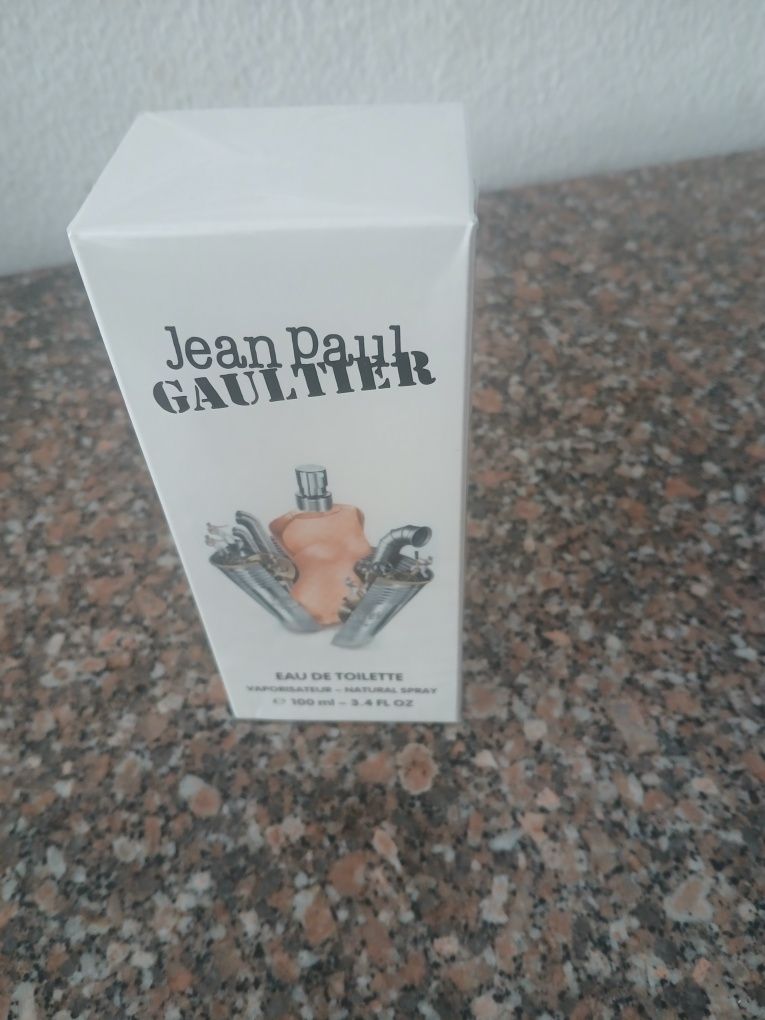 Jean Paul
GAULTIER
EAU DE TOILETTE
VAPORISATEUR – NATURAL SPRAY
℮ 100 ml – 3.4 FL OZ